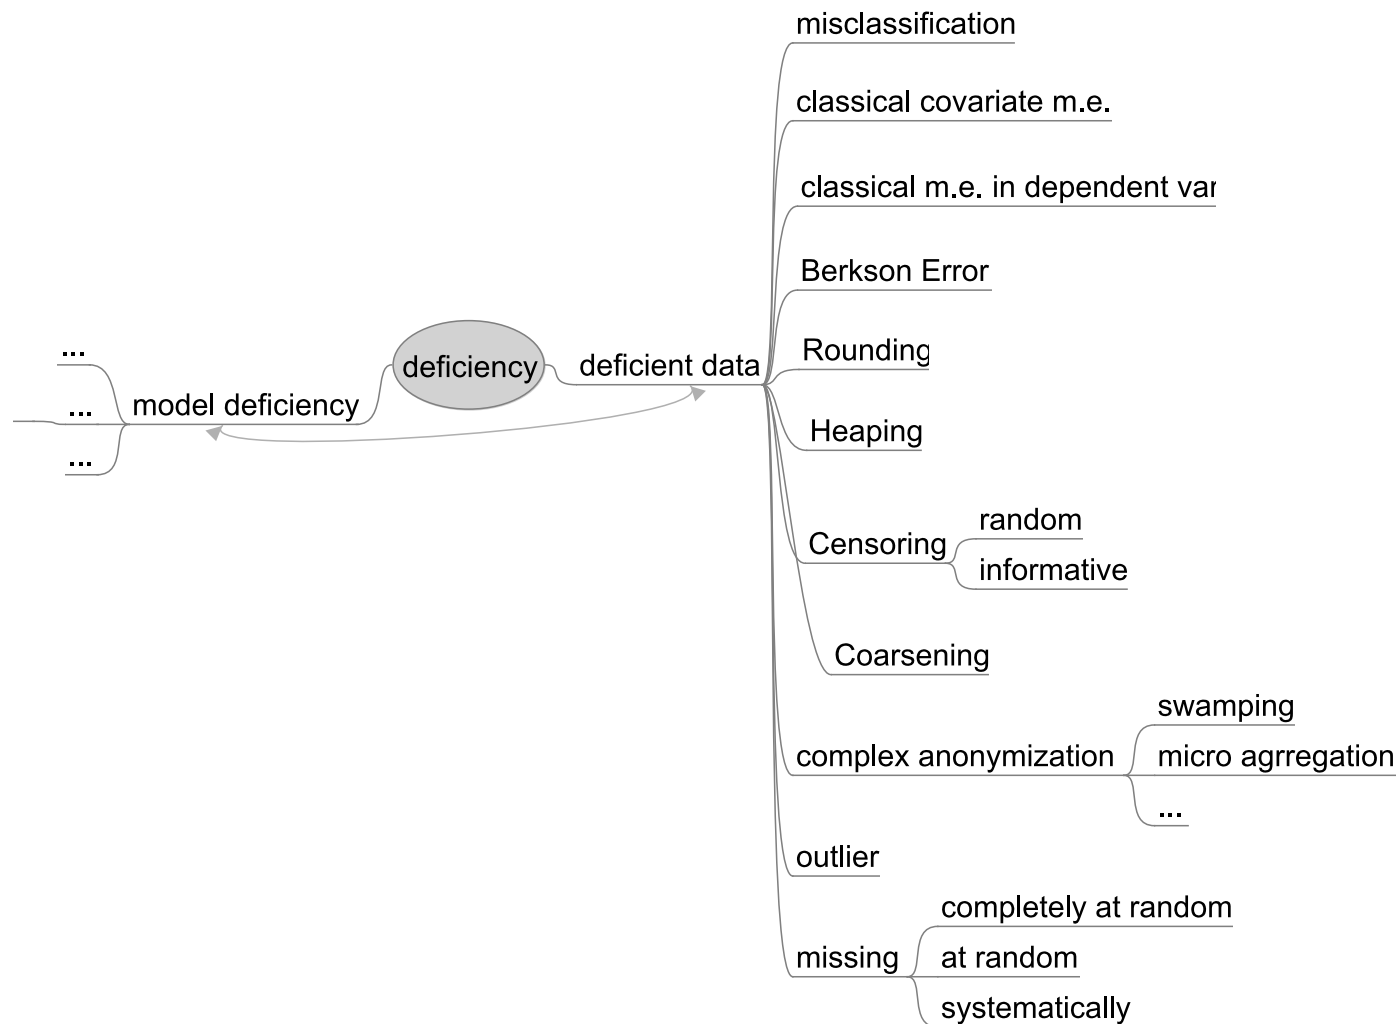 misclassification
classical covariate m.e.
classical m.e. in dependent var
Berkson Error
Rounding
Heaping
Censoring
random
informative
Coarsening
complex anonymization
swamping
micro agrregation
...
outlier
missing
completely at random
at random
systematically
deficient data
deficiency
model deficiency
...
...
...